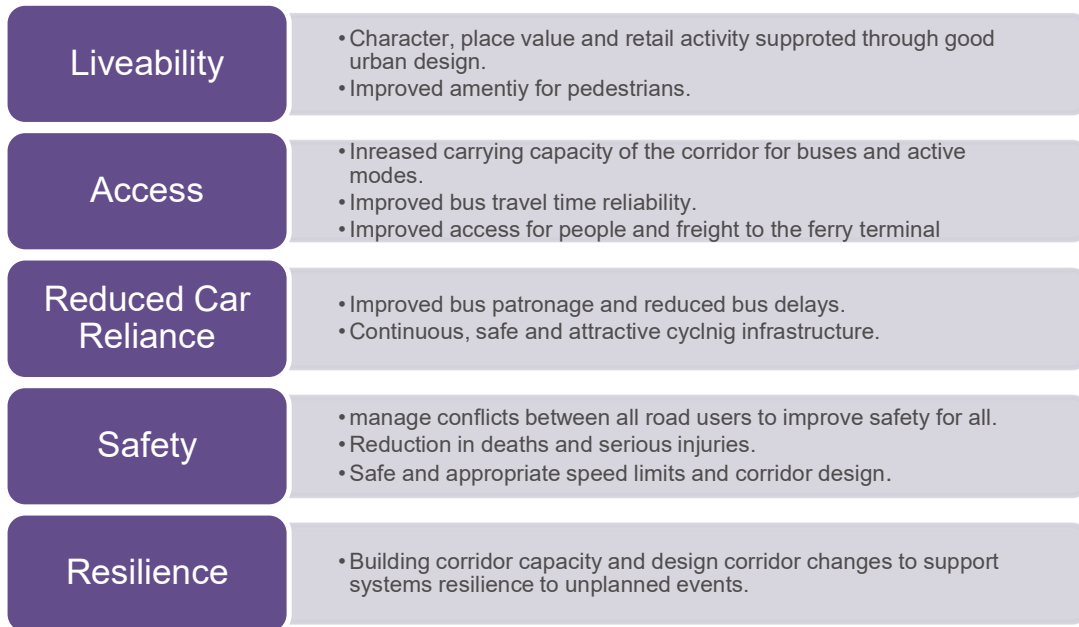 Liveability
• Character, place value and retail activity supproted through good
urban design.
• Improved amentiy for pedestrians.
Access
• Inreased carrying capacity of the corridor for buses and active
modes.
• Improved bus travel time reliability.
• Improved access for people and freight to the ferry terminal
Reduced Car
Reliance
• Improved bus patronage and reduced bus delays.
• Continuous, safe and attractive cyclnig infrastructure.
Safety
• manage conflicts between all road users to improve safety for all.
• Reduction in deaths and serious injuries.
• Safe and appropriate speed limits and corridor design.
Resilience
• Building corridor capacity and design corridor changes to support
systems resilience to unplanned events.